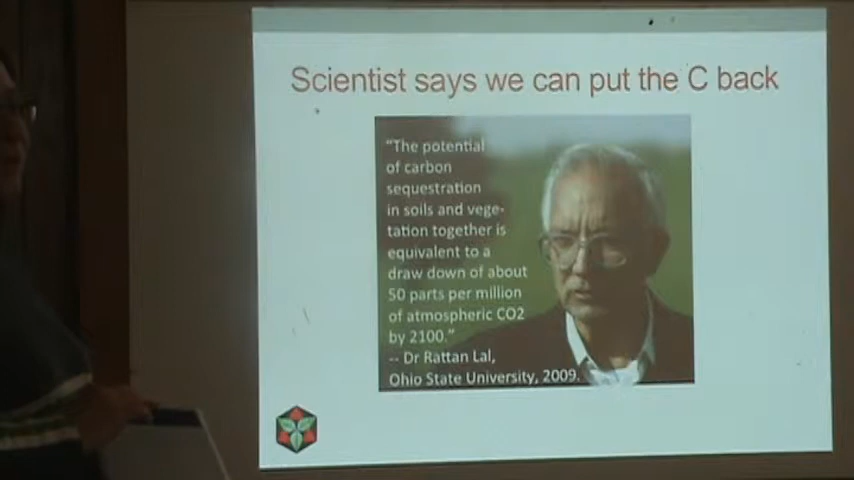 Scientist says we can put the C back
"The potential
of carbon
sequestration
in soils and vege-
tation together is
equivalent to a
draw down of about
50 parts per million
of atmospheric CO2
by 2100."
-- Dr Rattan Lal,
Ohio State University, 2009.